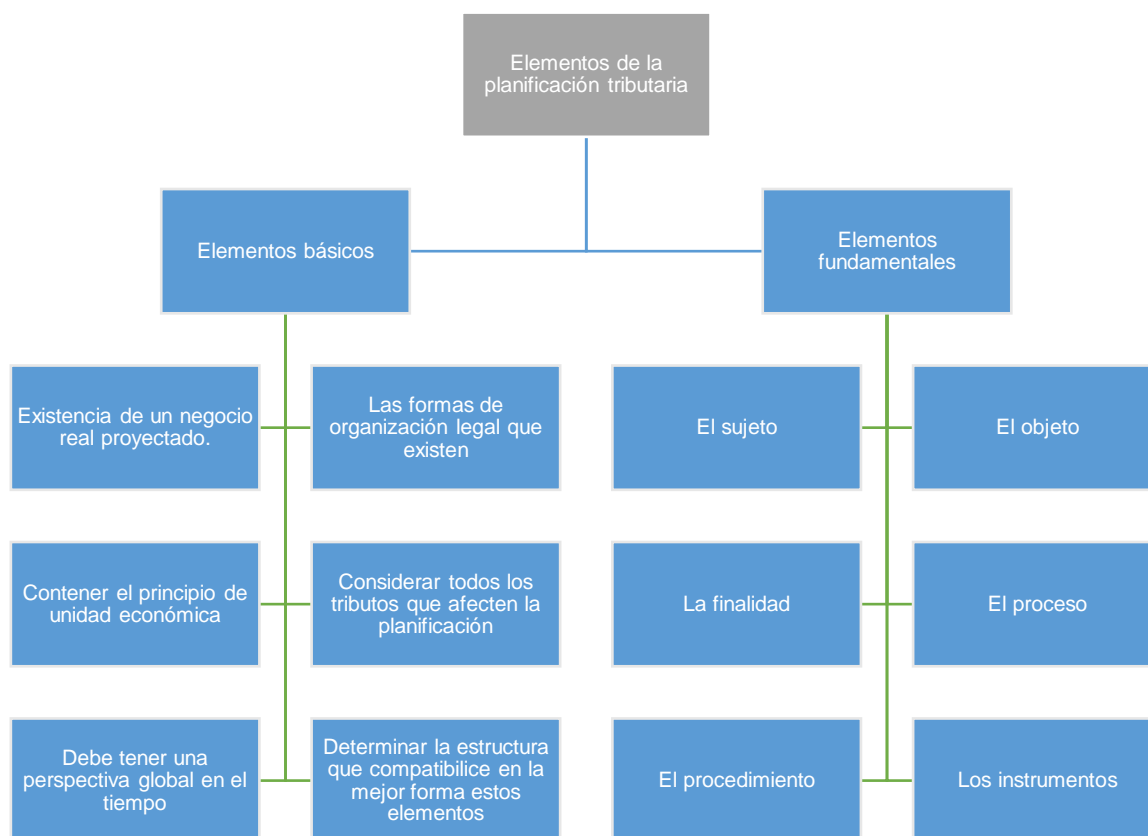 Elementos de la
planificación tributaria
Elementos básicos
Elementos
fundamentales
Existencia de un negocio
real proyectado.
Las formas de
organización legal que
existen
El sujeto
El objeto
Contener el principio de
unidad económica
Considerar todos los
tributos que afecten la
planificación
La finalidad
El proceso
Debe tener una
perspectiva global en el
tiempo
Determinar la estructura
que compatibilice en la
mejor forma estos
elementos
El procedimiento
Los instrumentos